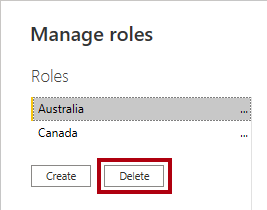 Manage roles
Roles
Australia ...
Canada ...
Create Delete